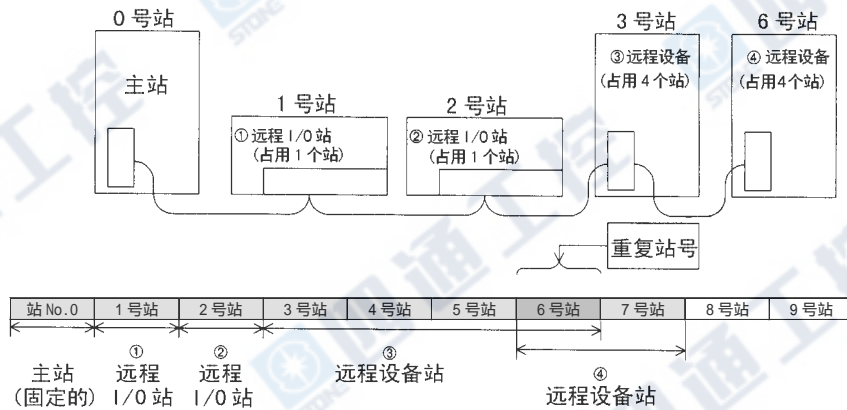 0 号站
3 号站
6 号站
主站
③远程设备
(占用 4 个站)
④ 远程设备
(占用4个站)
1 号站
2 号站
①远程 I/O 站
(占用 1 个站)
②远程 I/O 站
(占用 1 个站)
重复站号
站 No.0
1 号站
2 号站
3 号站
4 号站
5 号站
6 号站
7 号站
8 号站
9 号站
主站
(固定的)
①
远程
I/O 站
②
远程
I/O 站
③
远程设备站
④
远程设备站